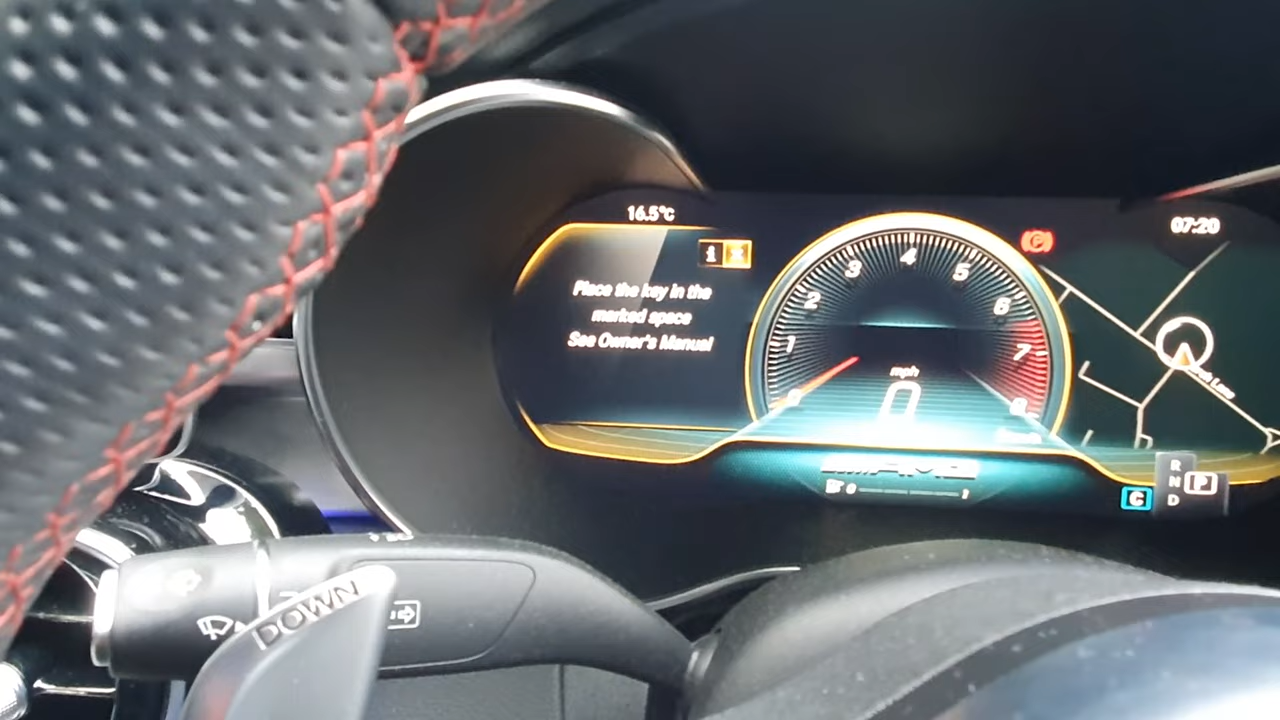 16.5°C
07:20
Place the key in the
marked space
See Owner's Manual
0
1
2
3
4
5
6
7
8
mph
0
AMG
R
N
D
P
C
DOWN